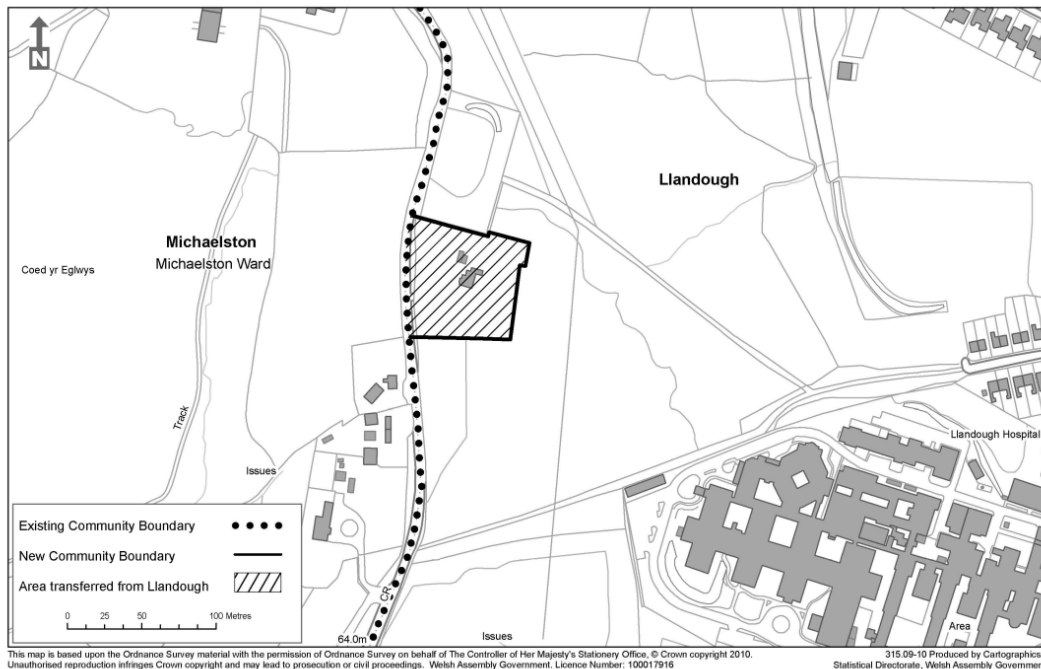 N
Llandough
Michaelston
Michaelston Ward
Coed yr Eglwys
Track
Issues
Llandough Hospital
Existing Community Boundary
New Community Boundary
Area transferred from Llandough
0 25 50 100 Metres
CR
64.0m
Issues
Area
This map is based upon the Ordnance Survey material with the permission of Ordnance Survey on behalf of The Controller of Her Majesty's Stationery Office, © Crown copyright 2010.
Unauthorised reproduction infringes Crown copyright and may lead to prosecution or civil proceedings. Welsh Assembly Government. Licence Number: 100017916
315.09-10 Produced by Cartographics
Statistical Directorate, Welsh Assembly Governmen